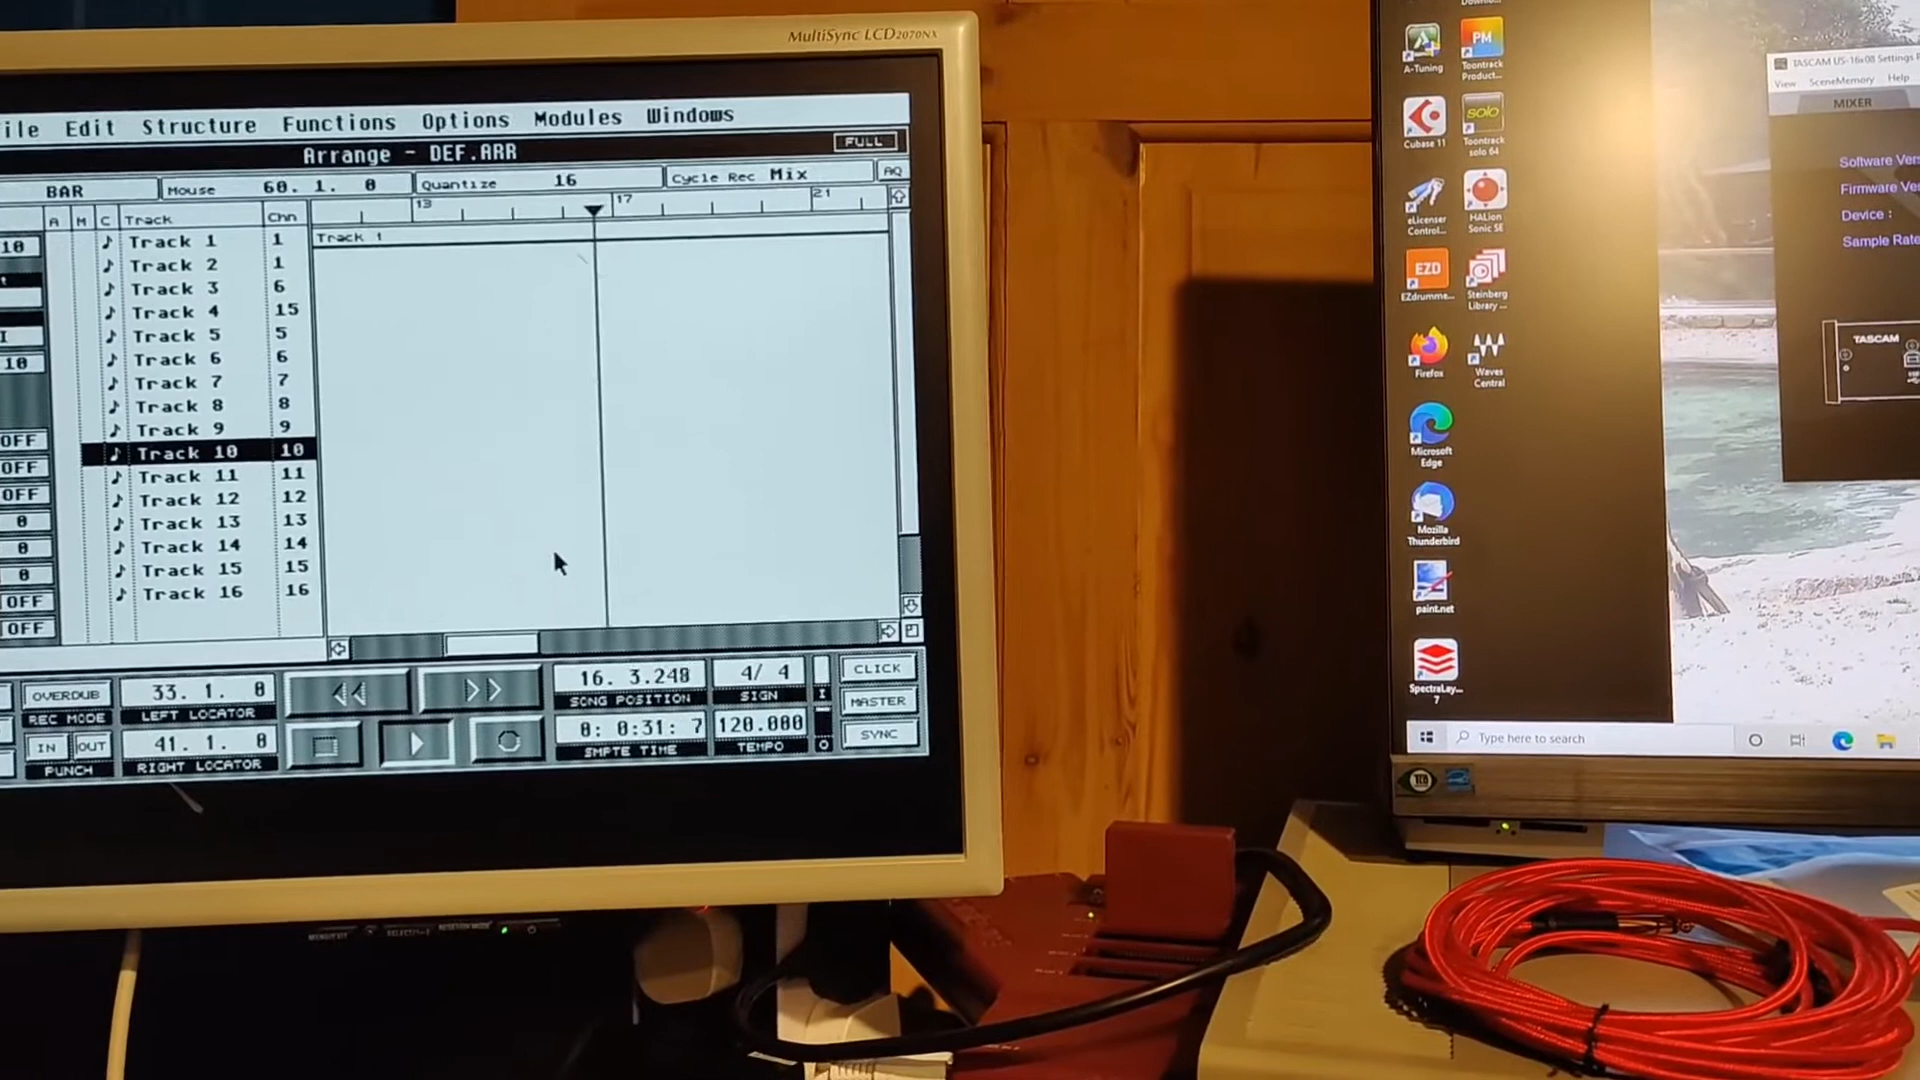 MultiSync LCD2070NX
ile Edit Structure Functions Options Modules Windows
Arrange - DEF.ARR
FULL
BAR
Mouse 60. 1. 0
Quantize 16
Cycle Rec Mix
AQ
13 17 21
A M C Track Chn
Track 1 1
Track 2 1
Track 3 6
Track 4 15
Track 5 5
Track 6 6
Track 7 7
Track 8 8
Track 9 9
Track 10 10
Track 11 11
Track 12 12
Track 13 13
Track 14 14
Track 15 15
Track 16 16
Track 1
10
I
10
OFF
OFF
OFF
0
0
0
OFF
OFF
OVERDUB
REC MODE
IN OUT
PUNCH
33. 1. 0
LEFT LOCATOR
41. 1. 0
RIGHT LOCATOR
16. 3.248
SONG POSITION
0: 0:31: 7
SMPTE TIME
4/ 4
SIGN
120.000
TEMPO
I
O
CLICK
MASTER
SYNC
A-Tuning
PM
Toontrack
Product...
Cubase 11
solo
Toontrack
solo 64
eLicenser
Control...
HALion
Sonic SE
EZD
EZdrumme...
Steinberg
Library ...
Firefox
Waves
Central
Microsoft
Edge
Mozilla
Thunderbird
paint.net
SpectraLay...
7
TASCAM US-16x08 Settings
View SceneMemory Help
MIXER
Software Vers
Firmware Ver
Device :
Sample Rate
TASCAM
Type here to search
TCO